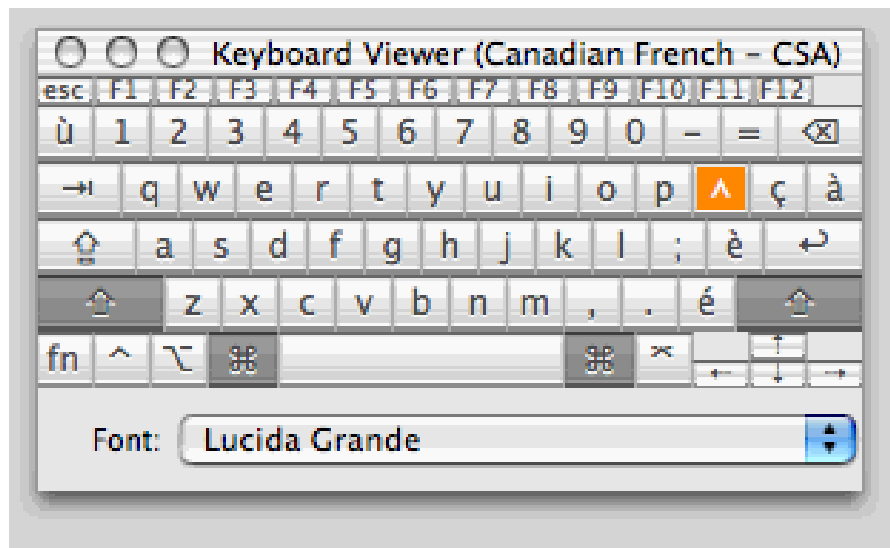 Keyboard Viewer (Canadian French – CSA)
esc F1 F2 F3 F4 F5 F6 F7 F8 F9 F10 F11 F12
ù 1 2 3 4 5 6 7 8 9 0 - = ⌫
⇥ q w e r t y u i o p ^ ç à
⇪ a s d f g h j k l ; è ↩
⇧ z x c v b n m , . é ⇧
fn ⌃ ⌥ ⌘ ⌘ ⌤ ← ↑ ↓ →
Font: Lucida Grande